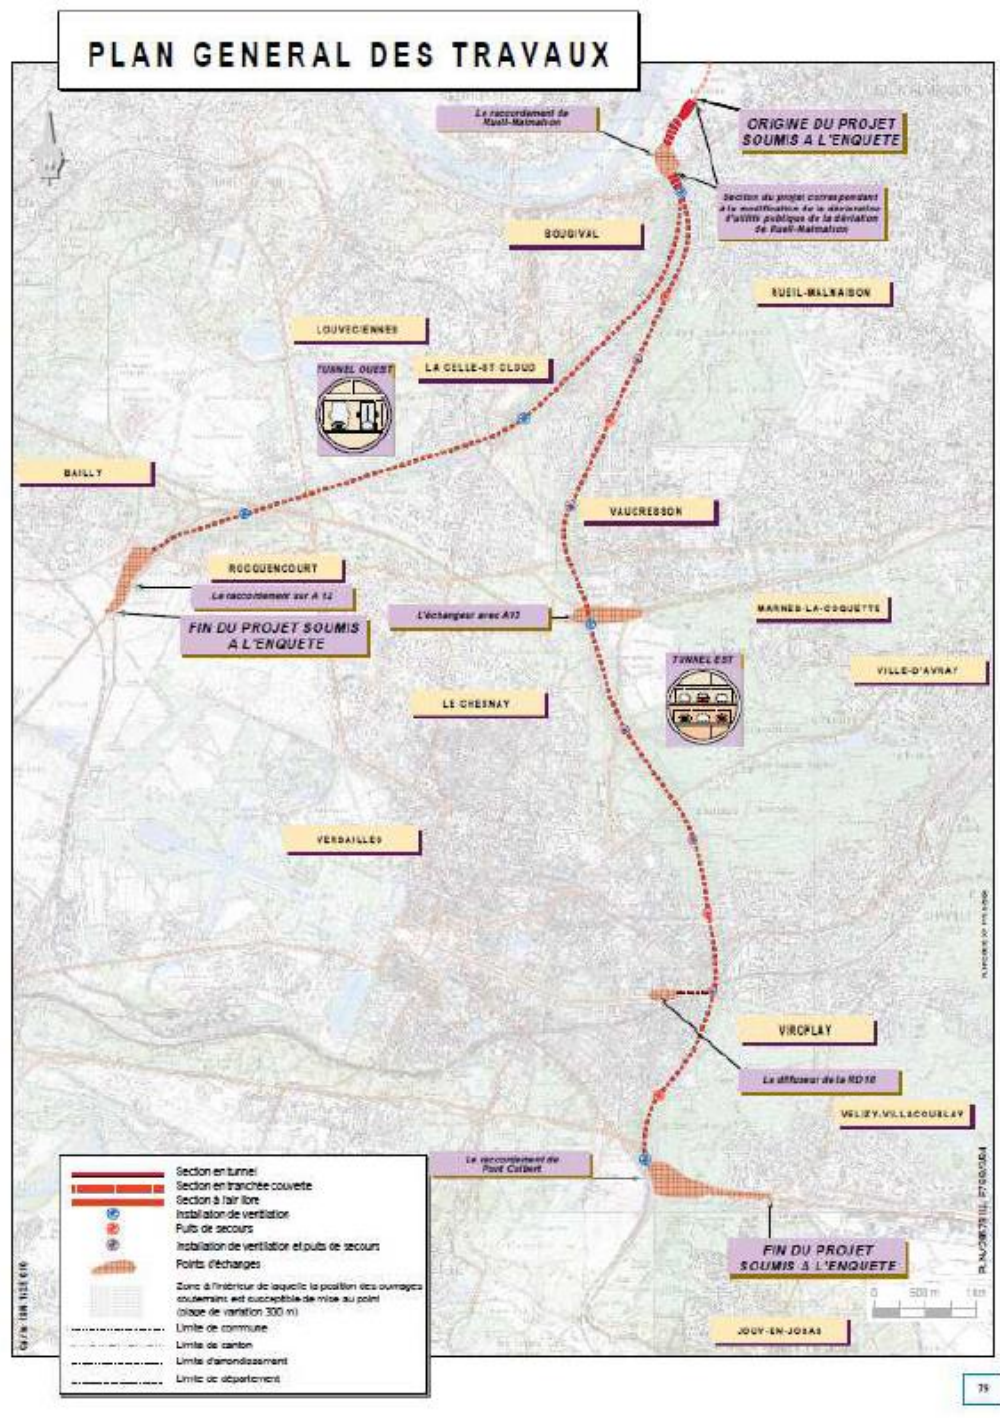 PLAN GENERAL DES TRAVAUX
Le raccordement de
Rueil-Malmaison
ORIGINE DU PROJET
SOUMIS A L'ENQUETE
Section du projet correspondant
à la modification de la déclaration
d'utilité publique de la déviation
de Rueil-Malmaison
BOUGIVAL
RUEIL-MALMAISON
LOUVECIENNES
LA CELLE-ST CLOUD
TUNNEL OUEST
BAILLY
VAUCRESSON
ROCQUENCOURT
Le raccordement sur A 12
L'échangeur avec A13
MARNES-LA-COQUETTE
FIN DU PROJET SOUMIS
A L'ENQUETE
TUNNEL EST
VILLE-D'AVRAY
LE CHESNAY
VERSAILLES
VIROFLAY
Le diffuseur de la RD10
VELIZY-VILLACOUBLAY
Le raccordement de
Pont Colbert
FIN DU PROJET
SOUMIS A L'ENQUETE
0 500 m 1 km
JOUY-EN-JOSAS
Section en tunnel
Section en tranchée couverte
Section à l'air libre
Installation de ventilation
Puits de secours
Installation de ventilation et puits de secours
Points d'échanges
Zone à l'intérieur de laquelle la position des ouvrages
souterrains est susceptible de mise au point
(plage de variation 300 m)
Limite de commune
Limite de canton
Limite d'arrondissement
Limite de département
79